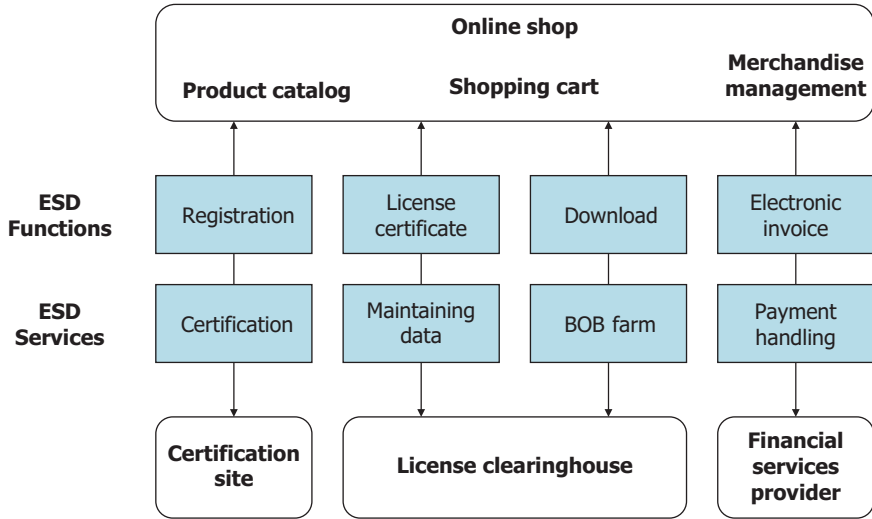 Online shop
Product catalog
Shopping cart
Merchandise
management
ESD
Functions
Registration
License
certificate
Download
Electronic
invoice
ESD
Services
Certification
Maintaining
data
BOB farm
Payment
handling
Certification
site
License clearinghouse
Financial
services
provider